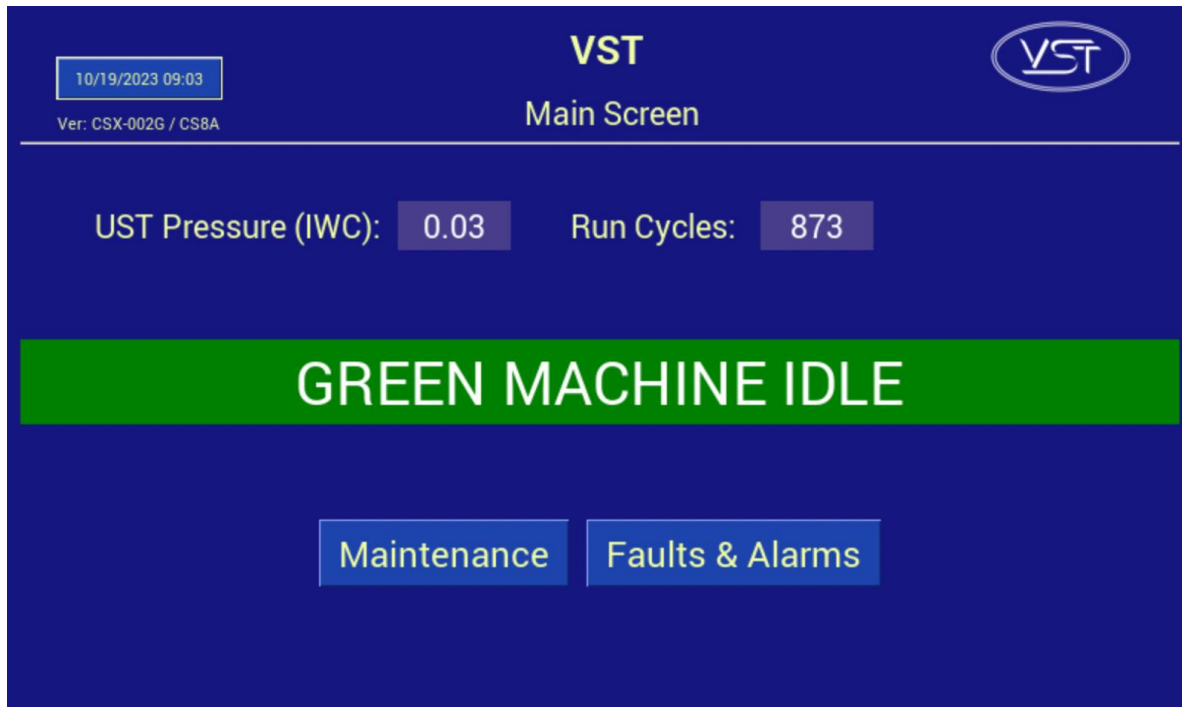 VST
10/19/2023 09:03
VST
Main Screen
Ver: CSX-002G / CS8A
UST Pressure (IWC): 0.03 Run Cycles: 873
GREEN MACHINE IDLE
Maintenance Faults & Alarms